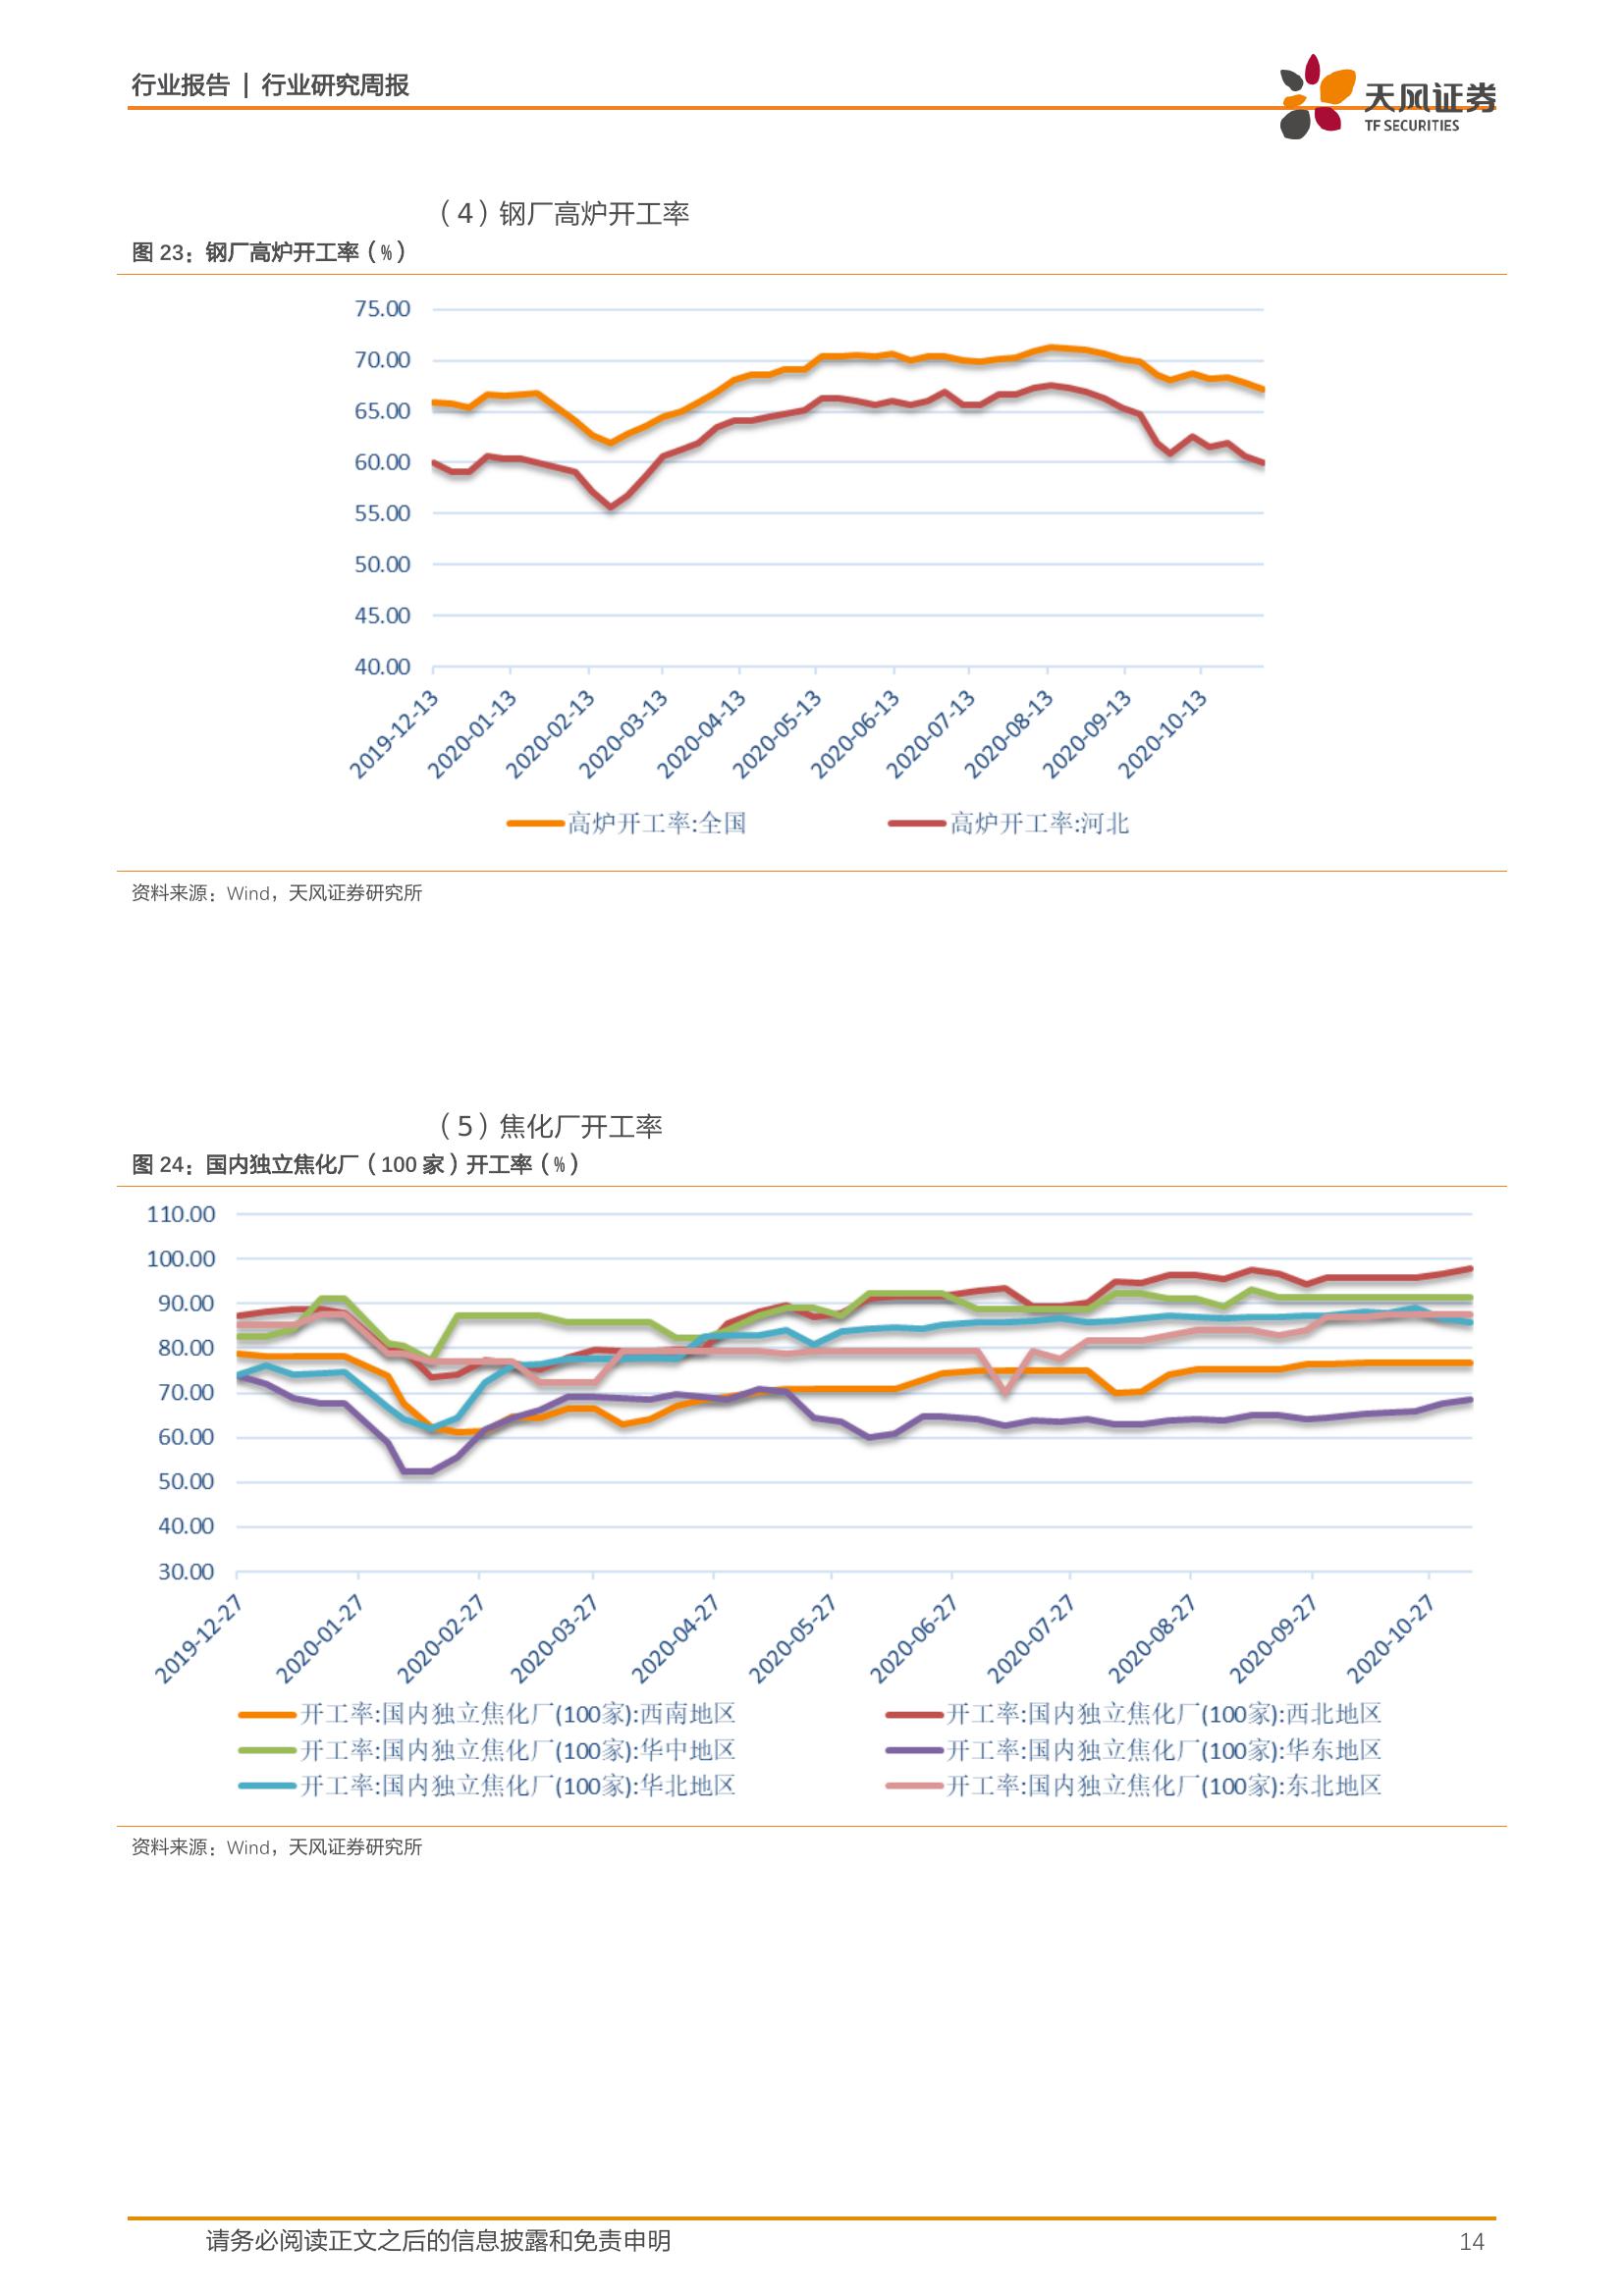 行业报告 | 行业研究周报
天风证券
TF SECURITIES
（4）钢厂高炉开工率
图 23：钢厂高炉开工率（%）
75.00
70.00
65.00
60.00
55.00
50.00
45.00
40.00
2019-12-13 2020-01-13 2020-02-13 2020-03-13 2020-04-13 2020-05-13 2020-06-13 2020-07-13 2020-08-13 2020-09-13 2020-10-13
高炉开工率:全国 高炉开工率:河北
资料来源：Wind，天风证券研究所
（5）焦化厂开工率
图 24：国内独立焦化厂（100 家）开工率（%）
110.00
100.00
90.00
80.00
70.00
60.00
50.00
40.00
30.00
2019-12-27 2020-01-27 2020-02-27 2020-03-27 2020-04-27 2020-05-27 2020-06-27 2020-07-27 2020-08-27 2020-09-27 2020-10-27
开工率:国内独立焦化厂(100家):西南地区 开工率:国内独立焦化厂(100家):西北地区
开工率:国内独立焦化厂(100家):华中地区 开工率:国内独立焦化厂(100家):华东地区
开工率:国内独立焦化厂(100家):华北地区 开工率:国内独立焦化厂(100家):东北地区
资料来源：Wind，天风证券研究所
请务必阅读正文之后的信息披露和免责申明 14